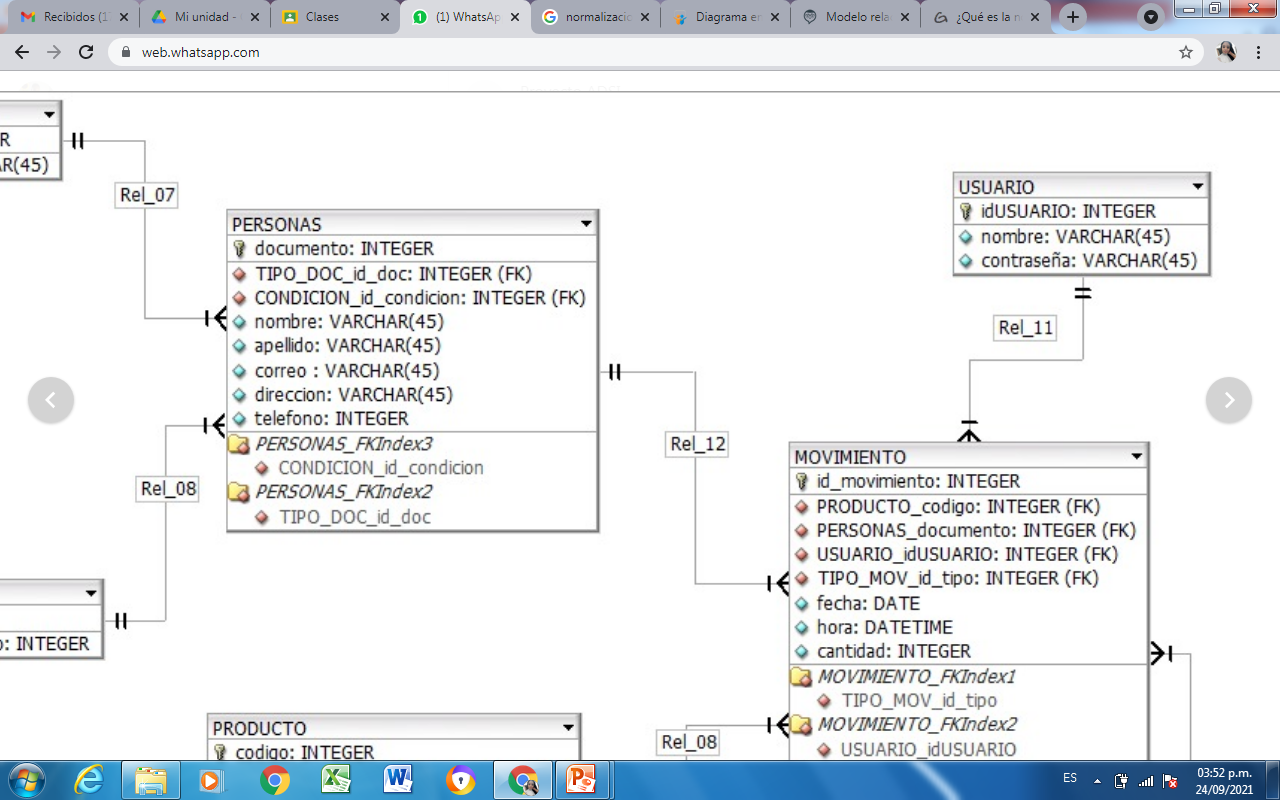 Recibidos (1
Mi unidad -
Clases
(1) WhatsAp
normalizacio
Diagrama en
Modelo rela
¿Qué es la n
web.whatsapp.com
R
AR(45)
Rel_07
PERSONAS
documento: INTEGER
TIPO_DOC_id_doc: INTEGER (FK)
CONDICION_id_condicion: INTEGER (FK)
nombre: VARCHAR(45)
apellido: VARCHAR(45)
correo : VARCHAR(45)
direccion: VARCHAR(45)
telefono: INTEGER
PERSONAS_FKIndex3
CONDICION_id_condicion
PERSONAS_FKIndex2
TIPO_DOC_id_doc
USUARIO
idUSUARIO: INTEGER
nombre: VARCHAR(45)
contraseña: VARCHAR(45)
Rel_11
Rel_12
Rel_08
MOVIMIENTO
id_movimiento: INTEGER
PRODUCTO_codigo: INTEGER (FK)
PERSONAS_documento: INTEGER (FK)
USUARIO_idUSUARIO: INTEGER (FK)
TIPO_MOV_id_tipo: INTEGER (FK)
fecha: DATE
hora: DATETIME
cantidad: INTEGER
MOVIMIENTO_FKIndex1
TIPO_MOV_id_tipo
MOVIMIENTO_FKIndex2
USUARIO_idUSUARIO
o: INTEGER
PRODUCTO
codigo: INTEGER
Rel_08
ES
03:52 p.m.
24/09/2021